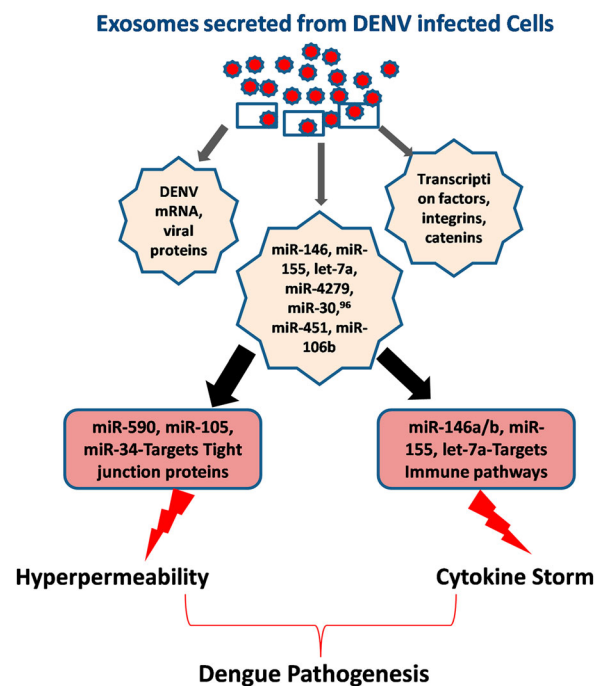 Exosomes secreted from DENV infected Cells
DENV
mRNA,
viral
proteins
Transcripti
on factors,
integrins,
catenins
miR-146, miR-
155, let-7a,
miR-4279,
miR-30,⁹⁶
miR-451, miR-
106b
miR-590, miR-105,
miR-34-Targets Tight
junction proteins
miR-146a/b, miR-
155, let-7a-Targets
Immune pathways
Hyperpermeability
Cytokine Storm
Dengue Pathogenesis